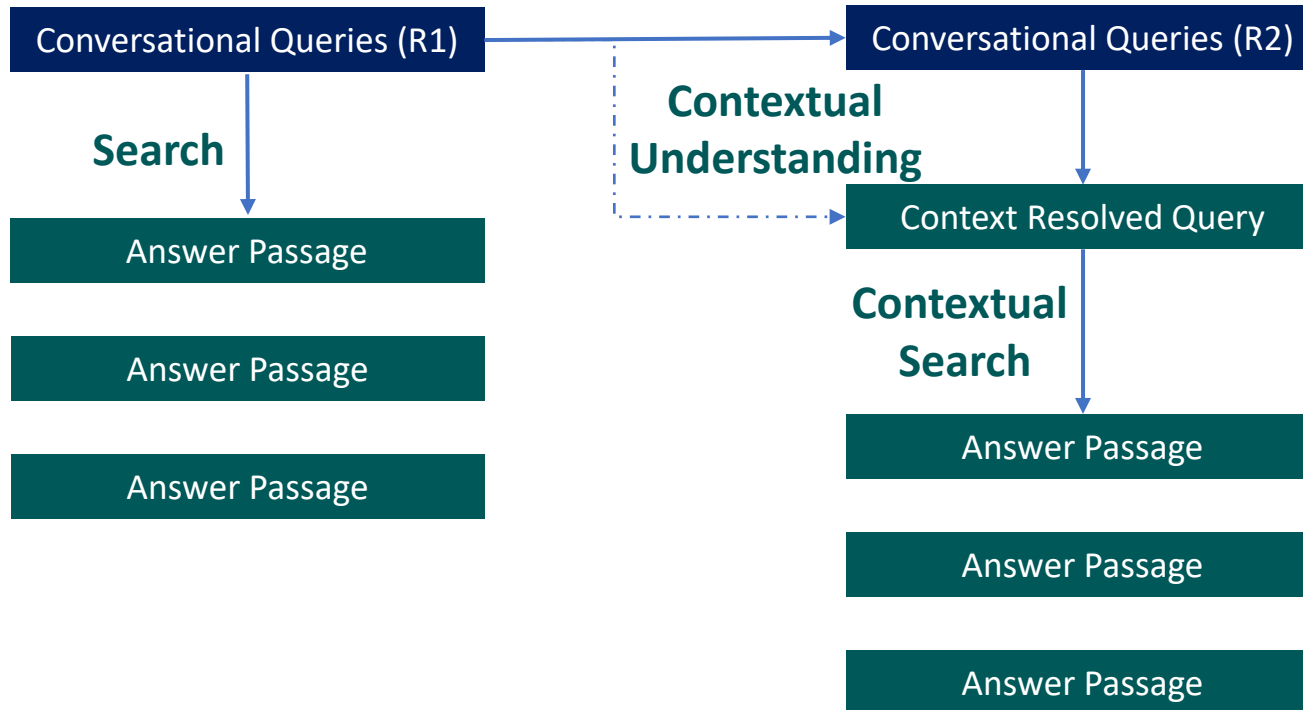 Conversational Queries (R1)
Conversational Queries (R2)
Search
Contextual
Understanding
Answer Passage
Context Resolved Query
Answer Passage
Contextual
Search
Answer Passage
Answer Passage
Answer Passage
Answer Passage